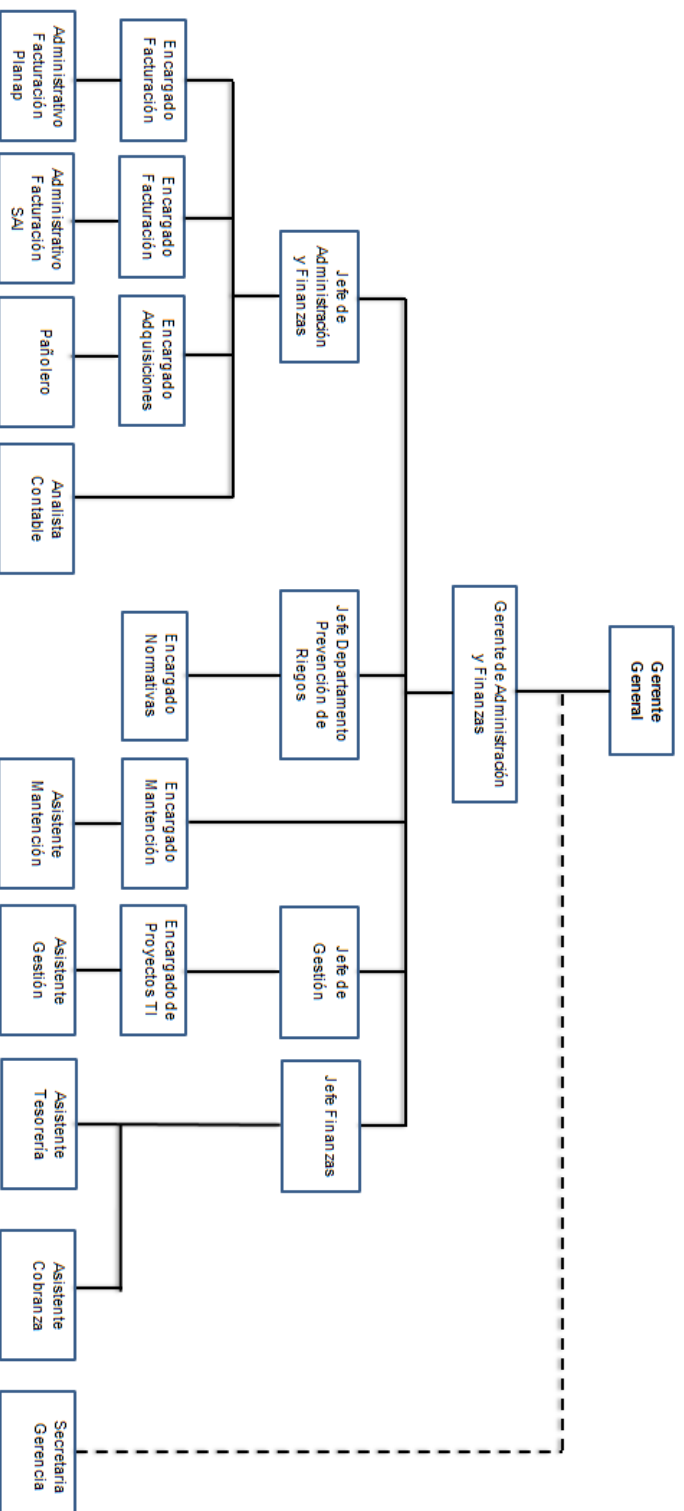 Gerente
General
Gerente de Administración
y Finanzas
Jefe de
Administración
y Finanzas
Jefe Departamento
Prevención de
Riegos
Jefe de
Gestión
Jefe Finanzas
Encargado
Facturación
Encargado
Facturación
Encargado
Adquisiciones
Encargado
Normativas
Encargado
Mantención
Encargado de
Proyectos TI
Administrativo
Facturación
Planap
Administrativo
Facturación
SAI
Pañolero
Analista
Contable
Asistente
Mantención
Asistente
Gestión
Asistente
Tesorería
Asistente
Cobranza
Secretaria
Gerencia